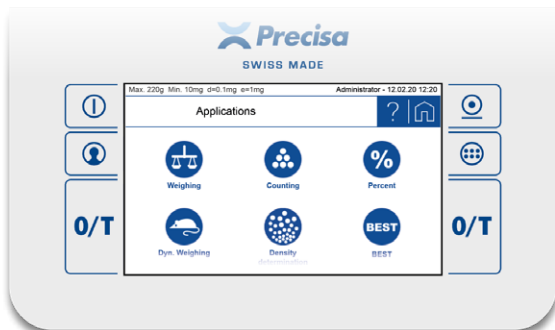 Precisa
SWISS MADE
Max. 220g Min. 10mg d=0.1mg e=1mg
Administrator - 12.02.20 12:20
Applications
?
Weighing
Counting
%
Percent
0/T
0/T
Dyn. Weighing
Density
determination
BEST
BEST